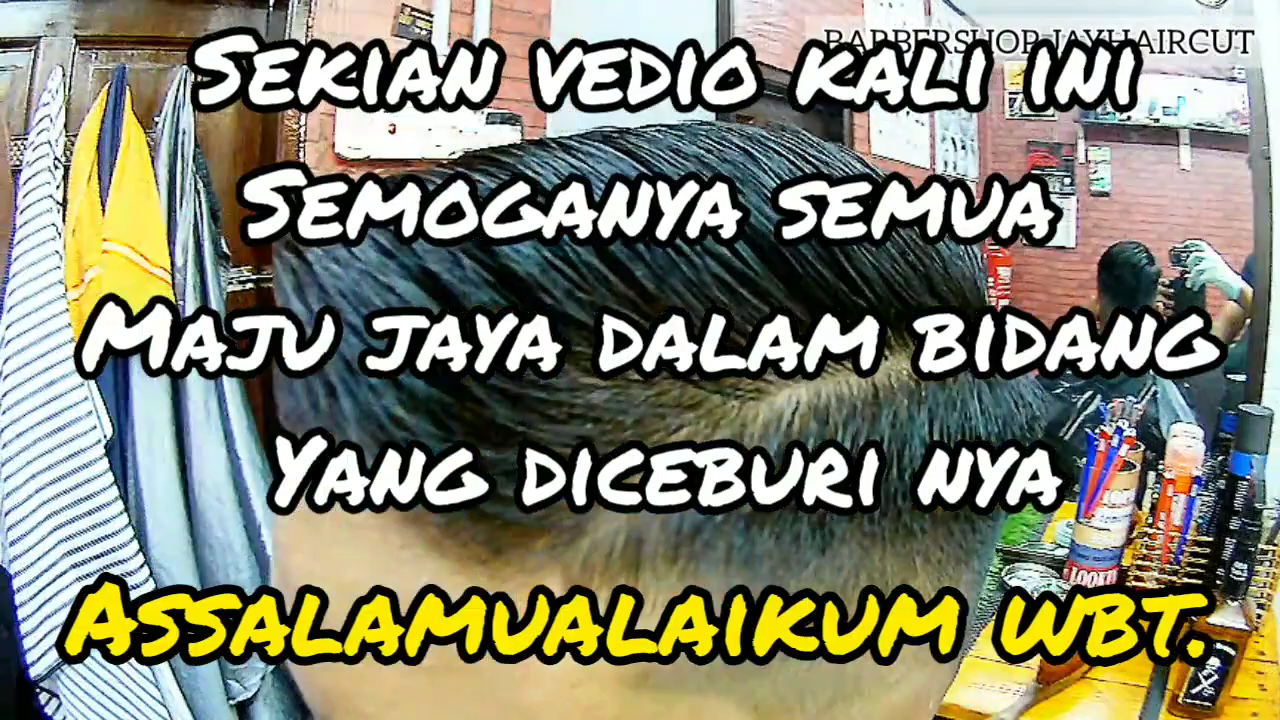 BARBERSHOP JAYHAIRCUT
SEKIAN VEDIO KALI INI
SEMOGANYA SEMUA
MAJU JAYA DALAM BIDANG
YANG DICEBURI NYA
ASSALAMUALAIKUM WBT.